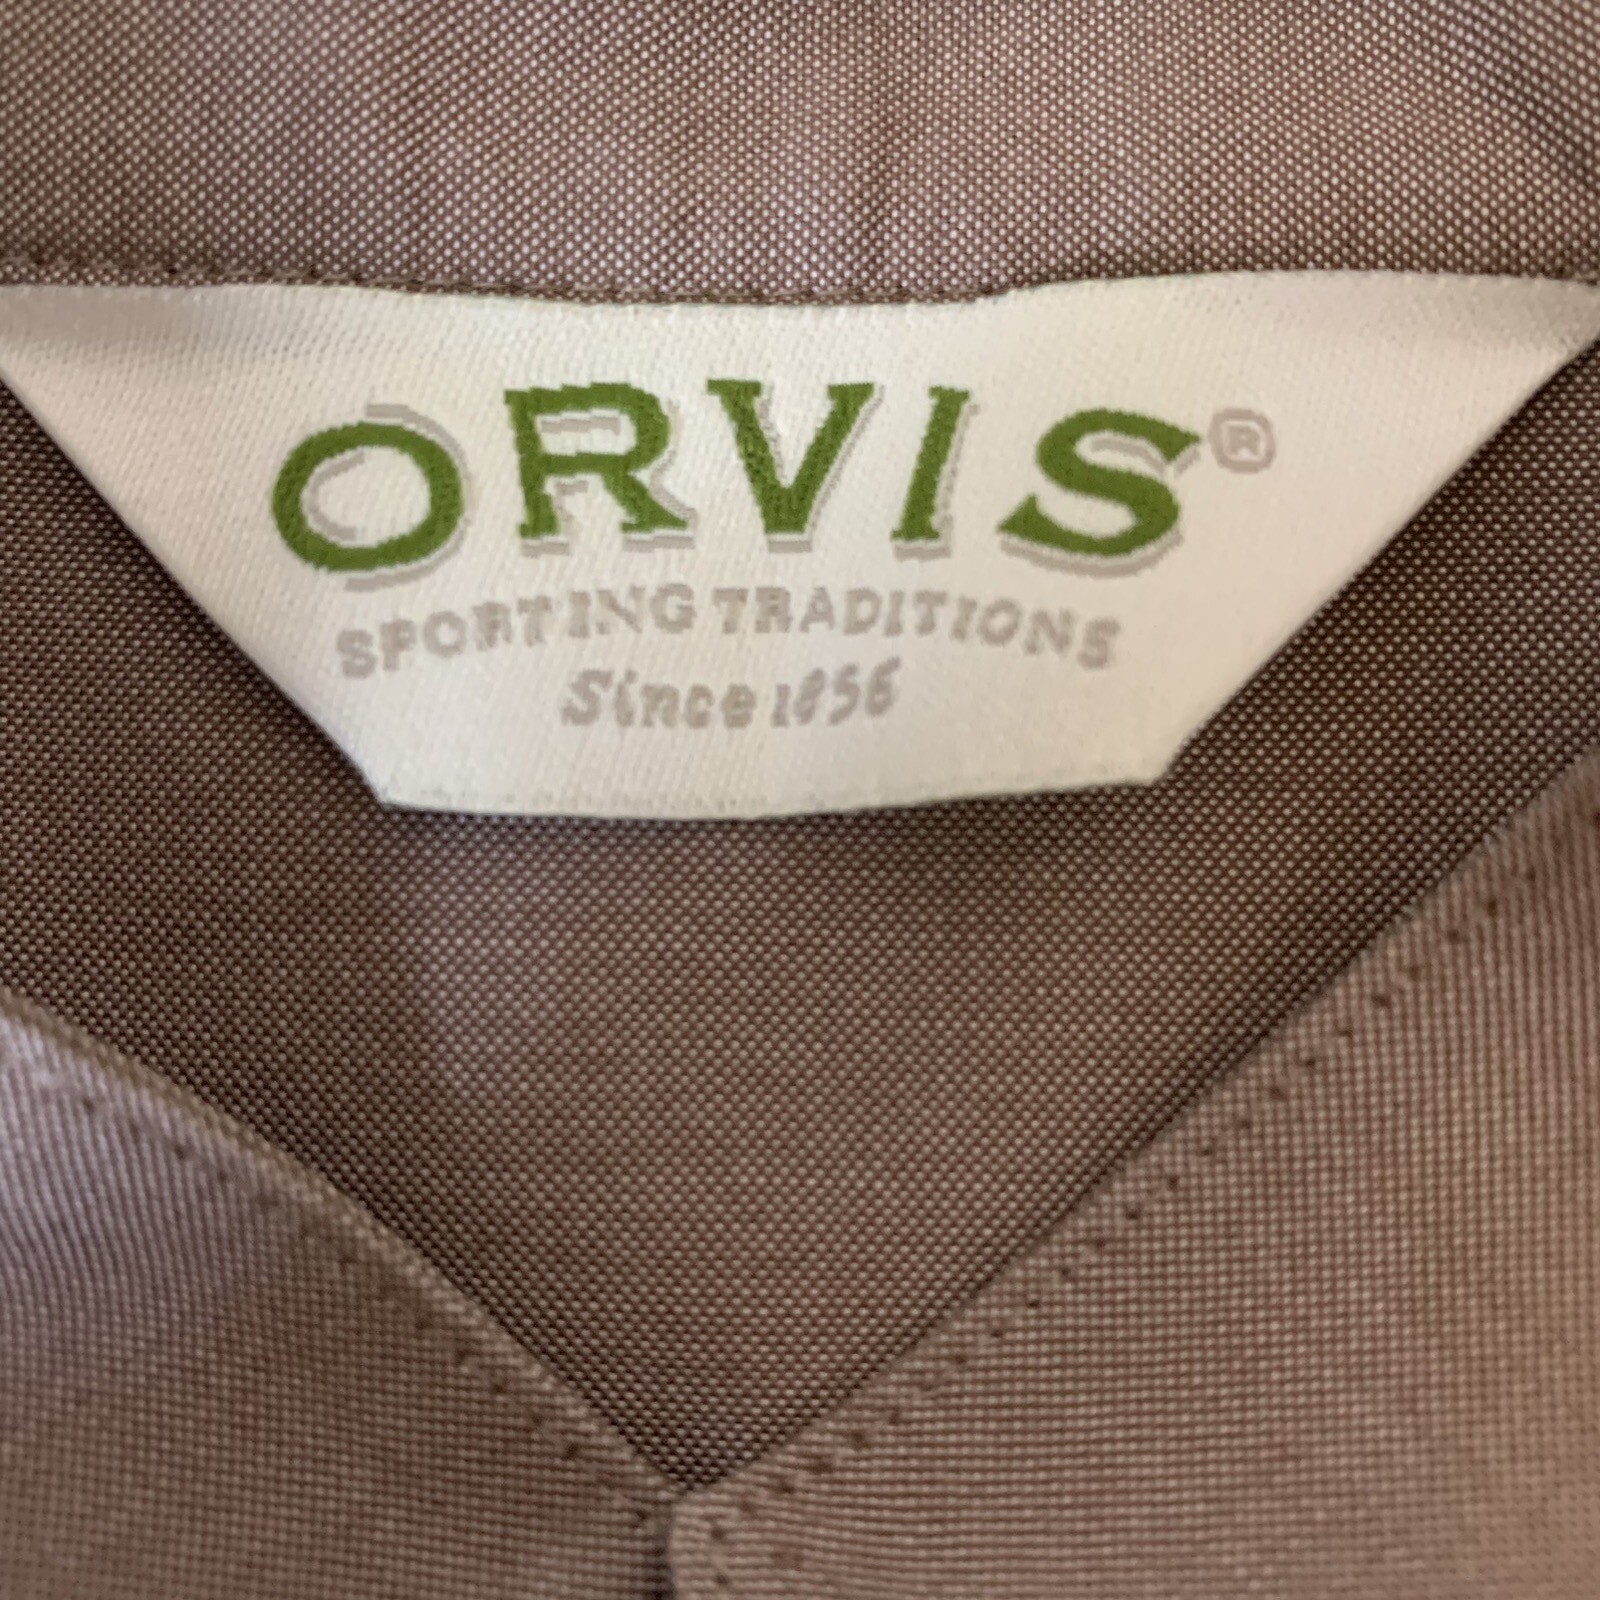 ORVIS®
SPORTING TRADITIONS
Since 1856